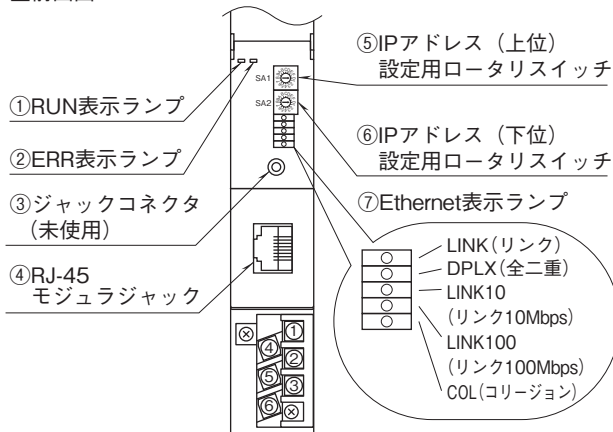 ①RUN表示ランプ
②ERR表示ランプ
③ジャックコネクタ
(未使用)
④RJ-45
モジュラジャック
SA1
SA2
⑤IPアドレス（上位）
設定用ロータリスイッチ
⑥IPアドレス（下位）
設定用ロータリスイッチ
⑦Ethernet表示ランプ
LINK(リンク)
DPLX(全二重)
LINK10
(リンク10Mbps)
LINK100
(リンク100Mbps)
COL(コリージョン)
①
④
②
⑤
③
⑥